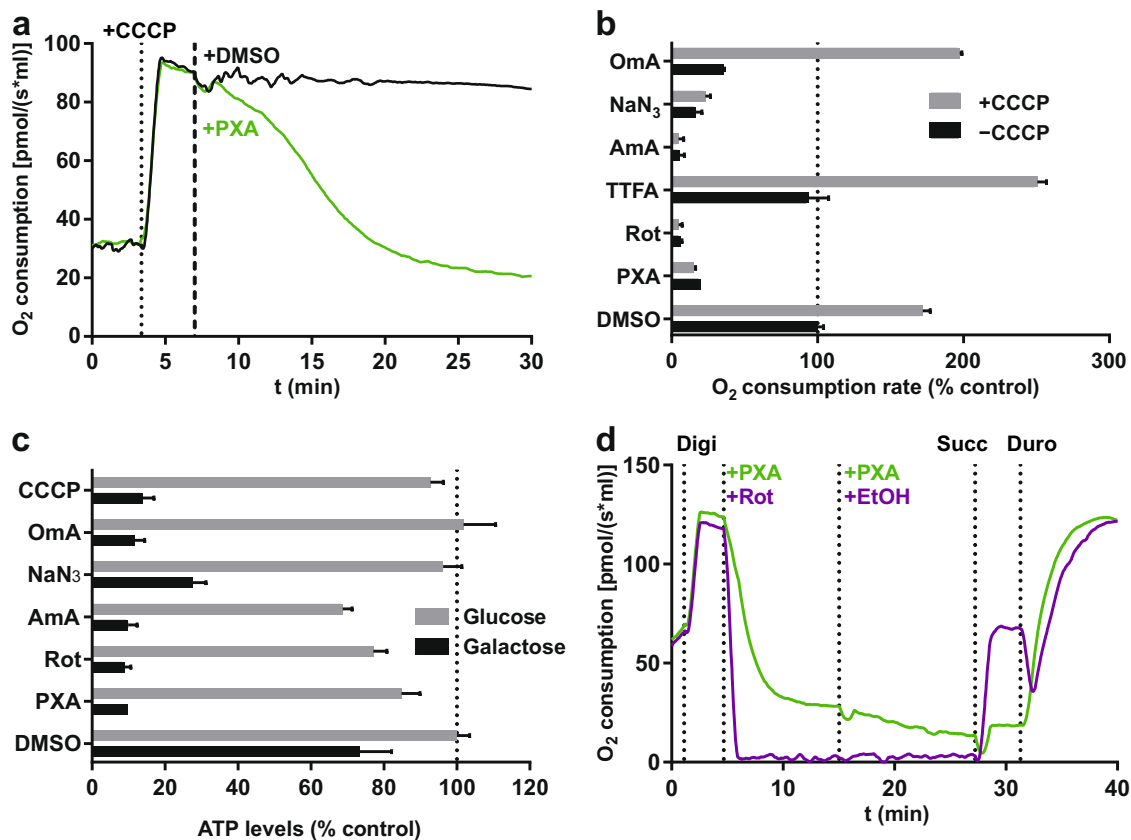 a
+CCCP
+DMSO
+PXA
O2 consumption [pmol/(s*ml)]
100
80
60
40
20
0
0 5 10 15 20 25 30
t (min)
b
OmA
NaN3
AmA
TTFA
Rot
PXA
DMSO
+CCCP
−CCCP
0 100 200 300
O2 consumption rate (% control)
c
CCCP
OmA
NaN3
AmA
Rot
PXA
DMSO
Glucose
Galactose
0 20 40 60 80 100 120
ATP levels (% control)
d
Digi Succ Duro
+PXA +PXA
+Rot +EtOH
O2 consumption [pmol/(s*ml)]
150
100
50
0
0 10 20 30 40
t (min)